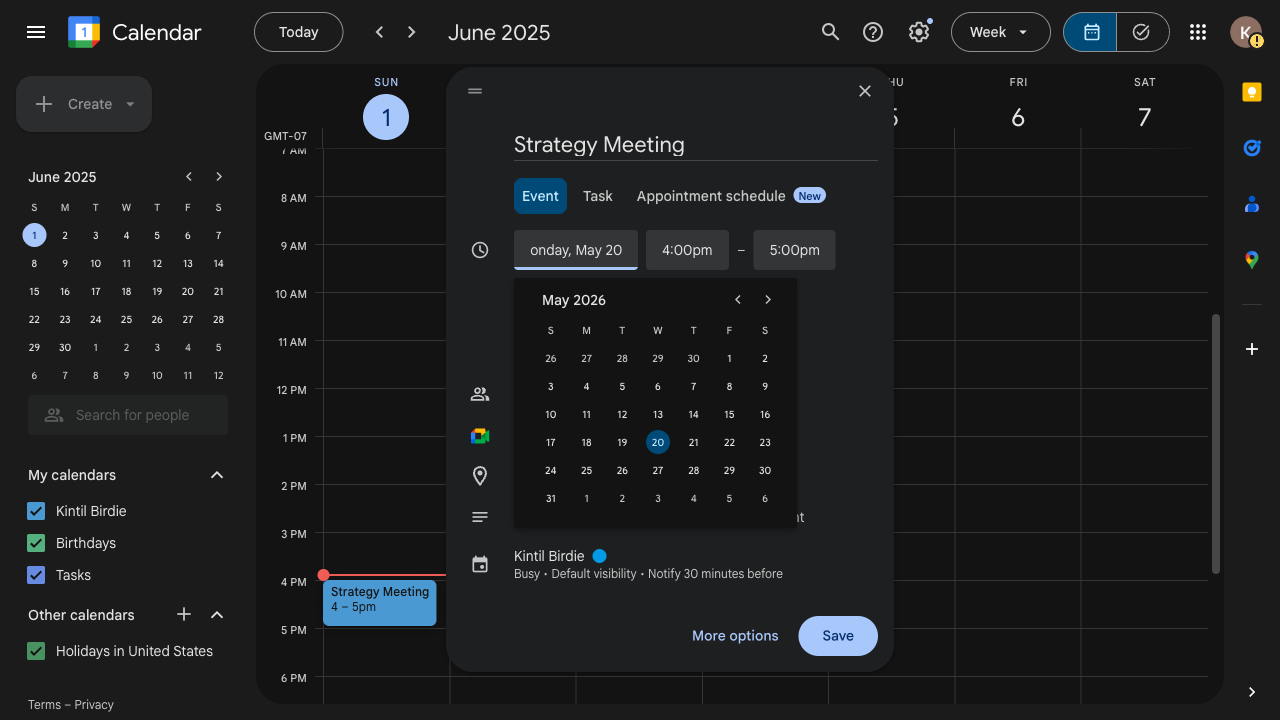 1 Calendar Today June 2025 Week K
Create
June 2025
S M T W T F S
1 2 3 4 5 6 7
8 9 10 11 12 13 14
15 16 17 18 19 20 21
22 23 24 25 26 27 28
29 30 1 2 3 4 5
6 7 8 9 10 11 12
Search for people
My calendars
Kintil Birdie
Birthdays
Tasks
Other calendars
Holidays in United States
Terms – Privacy
SUN
1
FRI
6
SAT
7
GMT-07
7 AM
8 AM
9 AM
10 AM
11 AM
12 PM
1 PM
2 PM
3 PM
4 PM
5 PM
6 PM
Strategy Meeting
4 – 5pm
Strategy Meeting
Event Task Appointment schedule New
onday, May 20 4:00pm – 5:00pm
May 2026
S M T W T F S
26 27 28 29 30 1 2
3 4 5 6 7 8 9
10 11 12 13 14 15 16
17 18 19 20 21 22 23
24 25 26 27 28 29 30
31 1 2 3 4 5 6
Kintil Birdie
Busy • Default visibility • Notify 30 minutes before
More options Save